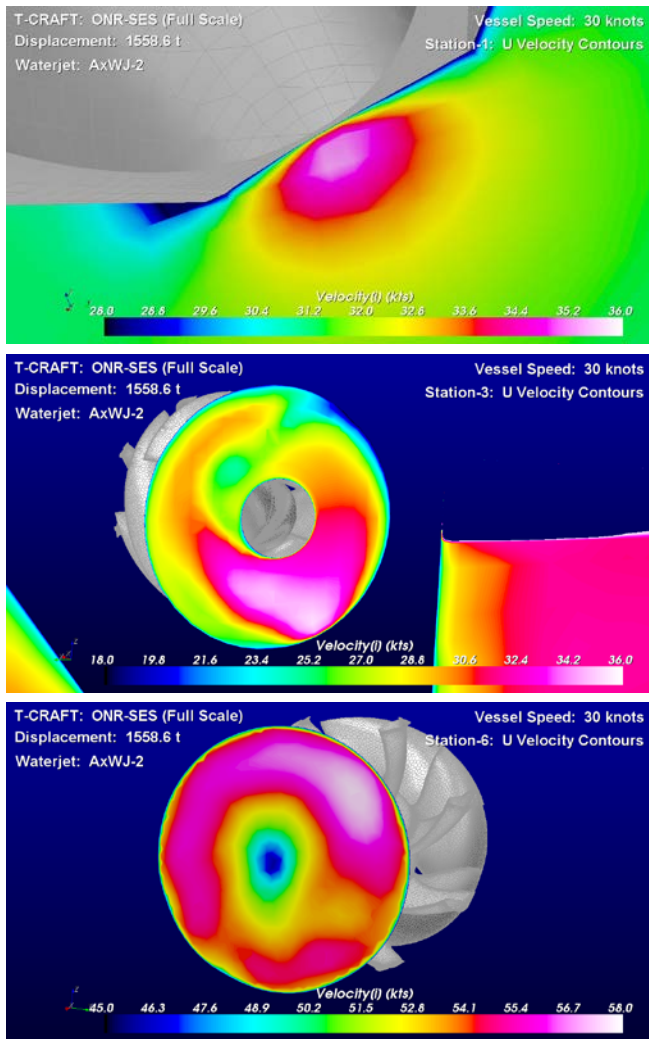 T-CRAFT: ONR-SES (Full Scale)
Vessel Speed: 30 knots
Displacement: 1558.6 t
Station-1: U Velocity Contours
Waterjet: AxWJ-2
Velocity(i) (kts)
28.0 28.8 29.6 30.4 31.2 32.0 32.8 33.6 34.4 35.2 36.0
T-CRAFT: ONR-SES (Full Scale)
Vessel Speed: 30 knots
Displacement: 1558.6 t
Station-3: U Velocity Contours
Waterjet: AxWJ-2
Velocity(i) (kts)
18.0 19.8 21.6 23.4 25.2 27.0 28.8 30.6 32.4 34.2 36.0
T-CRAFT: ONR-SES (Full Scale)
Vessel Speed: 30 knots
Displacement: 1558.6 t
Station-6: U Velocity Contours
Waterjet: AxWJ-2
Velocity(i) (kts)
45.0 46.3 47.6 48.9 50.2 51.5 52.8 54.1 55.4 56.7 58.0